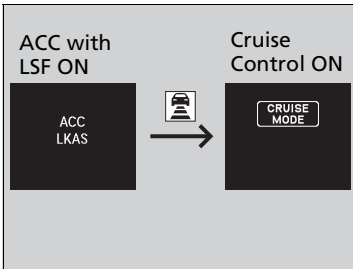 ACC with
LSF ON
Cruise
Control ON
ACC
LKAS
CRUISE
MODE